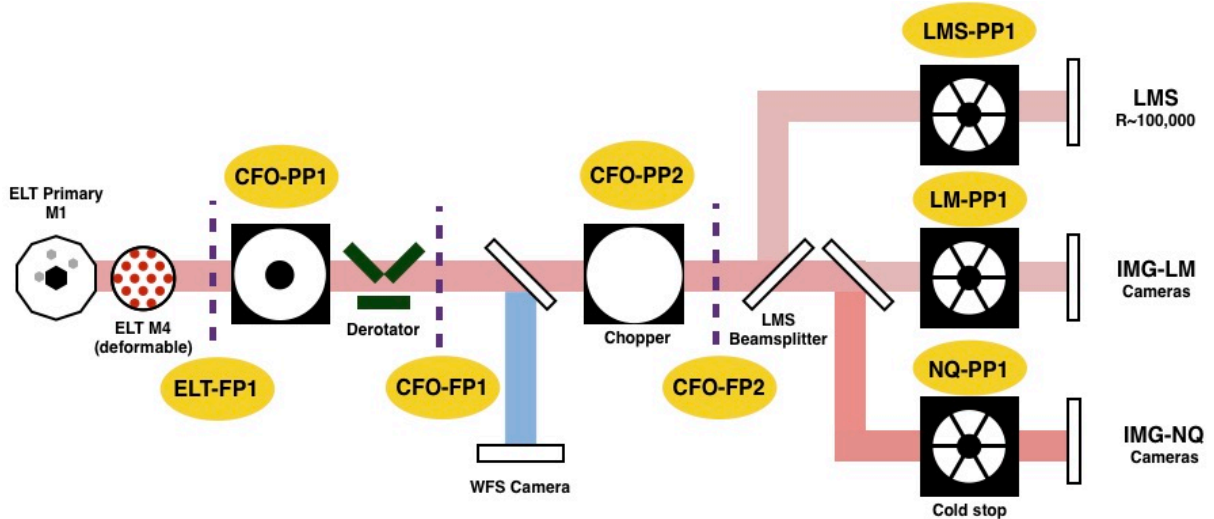 LMS-PP1
LMS
R~100,000
CFO-PP1
CFO-PP2
ELT Primary
M1
LM-PP1
IMG-LM
Cameras
ELT M4
(deformable)
Derotator
Chopper
LMS
Beamsplitter
ELT-FP1
CFO-FP1
CFO-FP2
NQ-PP1
IMG-NQ
Cameras
WFS Camera
Cold stop